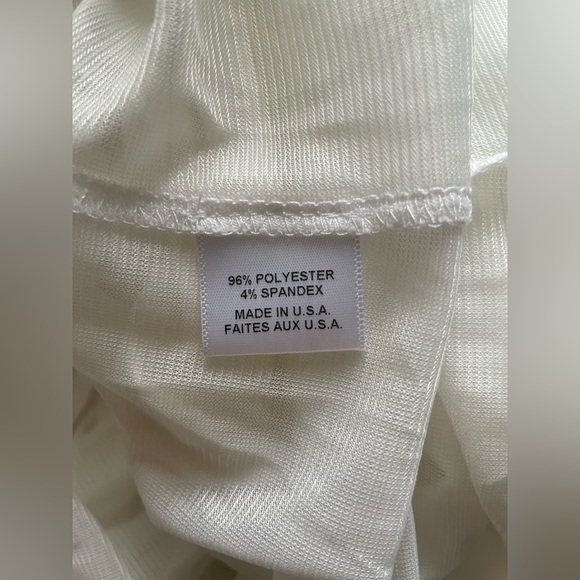 96% POLYESTER
4% SPANDEX
MADE IN U.S.A.
FAITES AUX U.S.A.